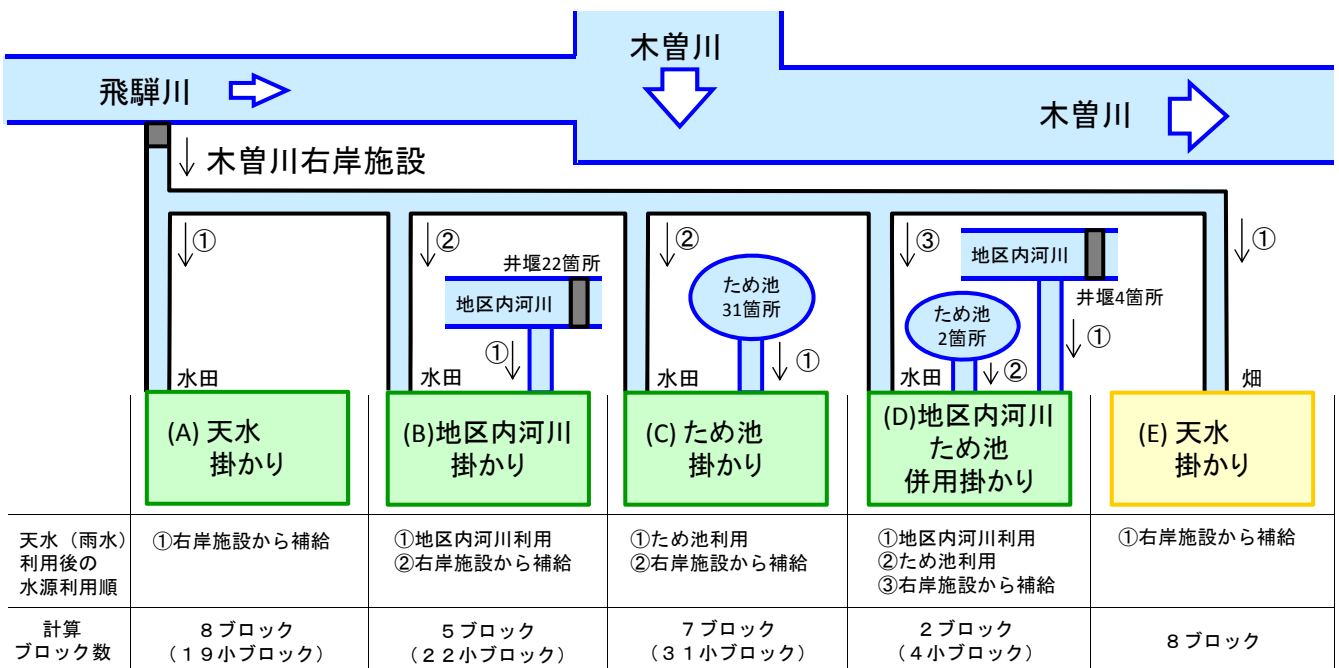 木曽川
飛騨川
木曽川
木曽川右岸施設
①
②
②
③
①
井堰22箇所
地区内河川
①
ため池
31箇所
①
地区内河川
井堰4箇所
①
ため池
2箇所
②
水田
水田
水田
水田
畑
(A) 天水
掛かり
(B)地区内河川
掛かり
(C) ため池
掛かり
(D)地区内河川
ため池
併用掛かり
(E) 天水
掛かり
天水（雨水）
利用後の
水源利用順
①右岸施設から補給
①地区内河川利用
②右岸施設から補給
①ため池利用
②右岸施設から補給
①地区内河川利用
②ため池利用
③右岸施設から補給
①右岸施設から補給
計算
ブロック数
８ブロック
（１９小ブロック）
５ブロック
（２２小ブロック）
７ブロック
（３１小ブロック）
２ブロック
（４小ブロック）
８ブロック